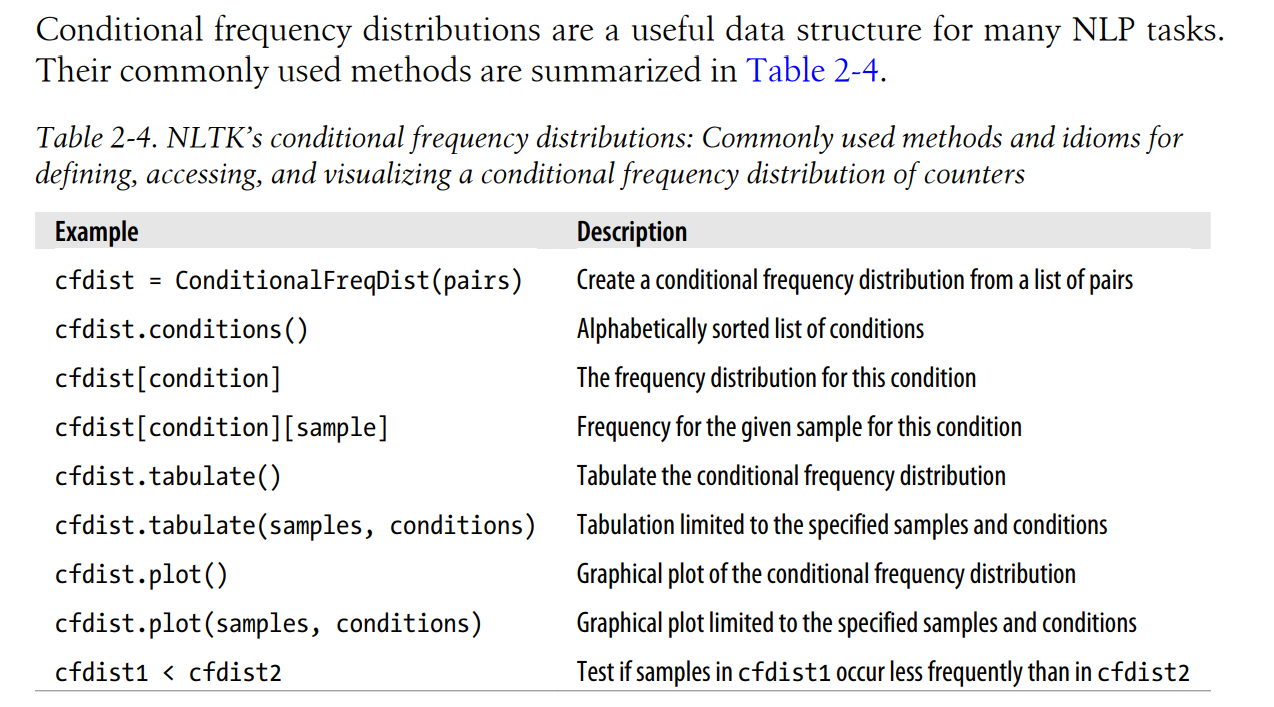 Conditional frequency distributions are a useful data structure for many NLP tasks.
Their commonly used methods are summarized in Table 2-4.
Table 2-4. NLTK’s conditional frequency distributions: Commonly used methods and idioms for
defining, accessing, and visualizing a conditional frequency distribution of counters
Example Description
cfdist = ConditionalFreqDist(pairs) Create a conditional frequency distribution from a list of pairs
cfdist.conditions() Alphabetically sorted list of conditions
cfdist[condition] The frequency distribution for this condition
cfdist[condition][sample] Frequency for the given sample for this condition
cfdist.tabulate() Tabulate the conditional frequency distribution
cfdist.tabulate(samples, conditions) Tabulation limited to the specified samples and conditions
cfdist.plot() Graphical plot of the conditional frequency distribution
cfdist.plot(samples, conditions) Graphical plot limited to the specified samples and conditions
cfdist1 < cfdist2 Test if samples in cfdist1 occur less frequently than in cfdist2